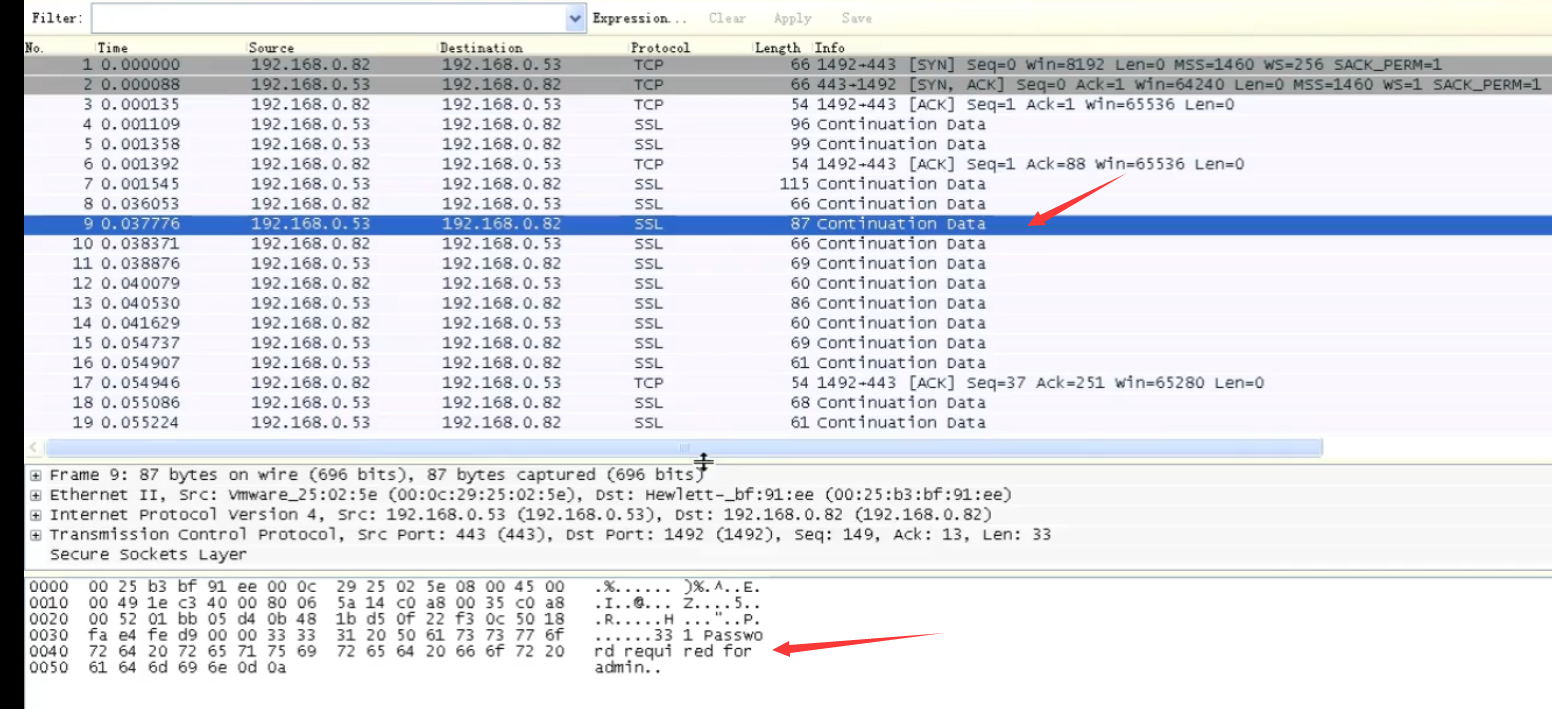 Filter: Expression... Clear Apply Save
No. Time Source Destination Protocol Length Info
1 0.000000 192.168.0.82 192.168.0.53 TCP 66 1492→443 [SYN] Seq=0 Win=8192 Len=0 MSS=1460 WS=256 SACK_PERM=1
2 0.000088 192.168.0.53 192.168.0.82 TCP 66 443→1492 [SYN, ACK] Seq=0 Ack=1 Win=64240 Len=0 MSS=1460 WS=1 SACK_PERM=1
3 0.000135 192.168.0.82 192.168.0.53 TCP 54 1492→443 [ACK] Seq=1 Ack=1 Win=65536 Len=0
4 0.001109 192.168.0.53 192.168.0.82 SSL 96 Continuation Data
5 0.001358 192.168.0.53 192.168.0.82 SSL 99 Continuation Data
6 0.001392 192.168.0.82 192.168.0.53 TCP 54 1492→443 [ACK] Seq=1 Ack=88 Win=65536 Len=0
7 0.001545 192.168.0.53 192.168.0.82 SSL 115 Continuation Data
8 0.036053 192.168.0.82 192.168.0.53 SSL 66 Continuation Data
9 0.037776 192.168.0.53 192.168.0.82 SSL 87 Continuation Data
10 0.038371 192.168.0.82 192.168.0.53 SSL 66 Continuation Data
11 0.038876 192.168.0.53 192.168.0.82 SSL 69 Continuation Data
12 0.040079 192.168.0.82 192.168.0.53 SSL 60 Continuation Data
13 0.040530 192.168.0.53 192.168.0.82 SSL 86 Continuation Data
14 0.041629 192.168.0.82 192.168.0.53 SSL 60 Continuation Data
15 0.054737 192.168.0.53 192.168.0.82 SSL 69 Continuation Data
16 0.054907 192.168.0.53 192.168.0.82 SSL 61 Continuation Data
17 0.054946 192.168.0.82 192.168.0.53 TCP 54 1492→443 [ACK] Seq=37 Ack=251 Win=65280 Len=0
18 0.055086 192.168.0.53 192.168.0.82 SSL 68 Continuation Data
19 0.055224 192.168.0.53 192.168.0.82 SSL 61 Continuation Data
Frame 9: 87 bytes on wire (696 bits), 87 bytes captured (696 bits)
Ethernet II, Src: Vmware_25:02:5e (00:0c:29:25:02:5e), Dst: Hewlett-_bf:91:ee (00:25:b3:bf:91:ee)
Internet Protocol Version 4, Src: 192.168.0.53 (192.168.0.53), Dst: 192.168.0.82 (192.168.0.82)
Transmission Control Protocol, Src Port: 443 (443), Dst Port: 1492 (1492), Seq: 149, Ack: 13, Len: 33
Secure Sockets Layer
0000 00 25 b3 bf 91 ee 00 0c 29 25 02 5e 08 00 45 00 .%...... )%.^..E.
0010 00 49 1e c3 40 00 80 06 5a 14 c0 a8 00 35 c0 a8 .I..@... Z....5..
0020 00 52 01 bb 05 d4 0b 48 1b d5 0f 22 f3 0c 50 18 .R.....H ..."..P.
0030 fa e4 fe d9 00 00 33 33 31 20 50 61 73 73 77 6f ......33 1 Passwo
0040 72 64 20 72 65 71 75 69 72 65 64 20 66 6f 72 20 rd requi red for
0050 61 64 6d 69 6e 0d 0a admin..